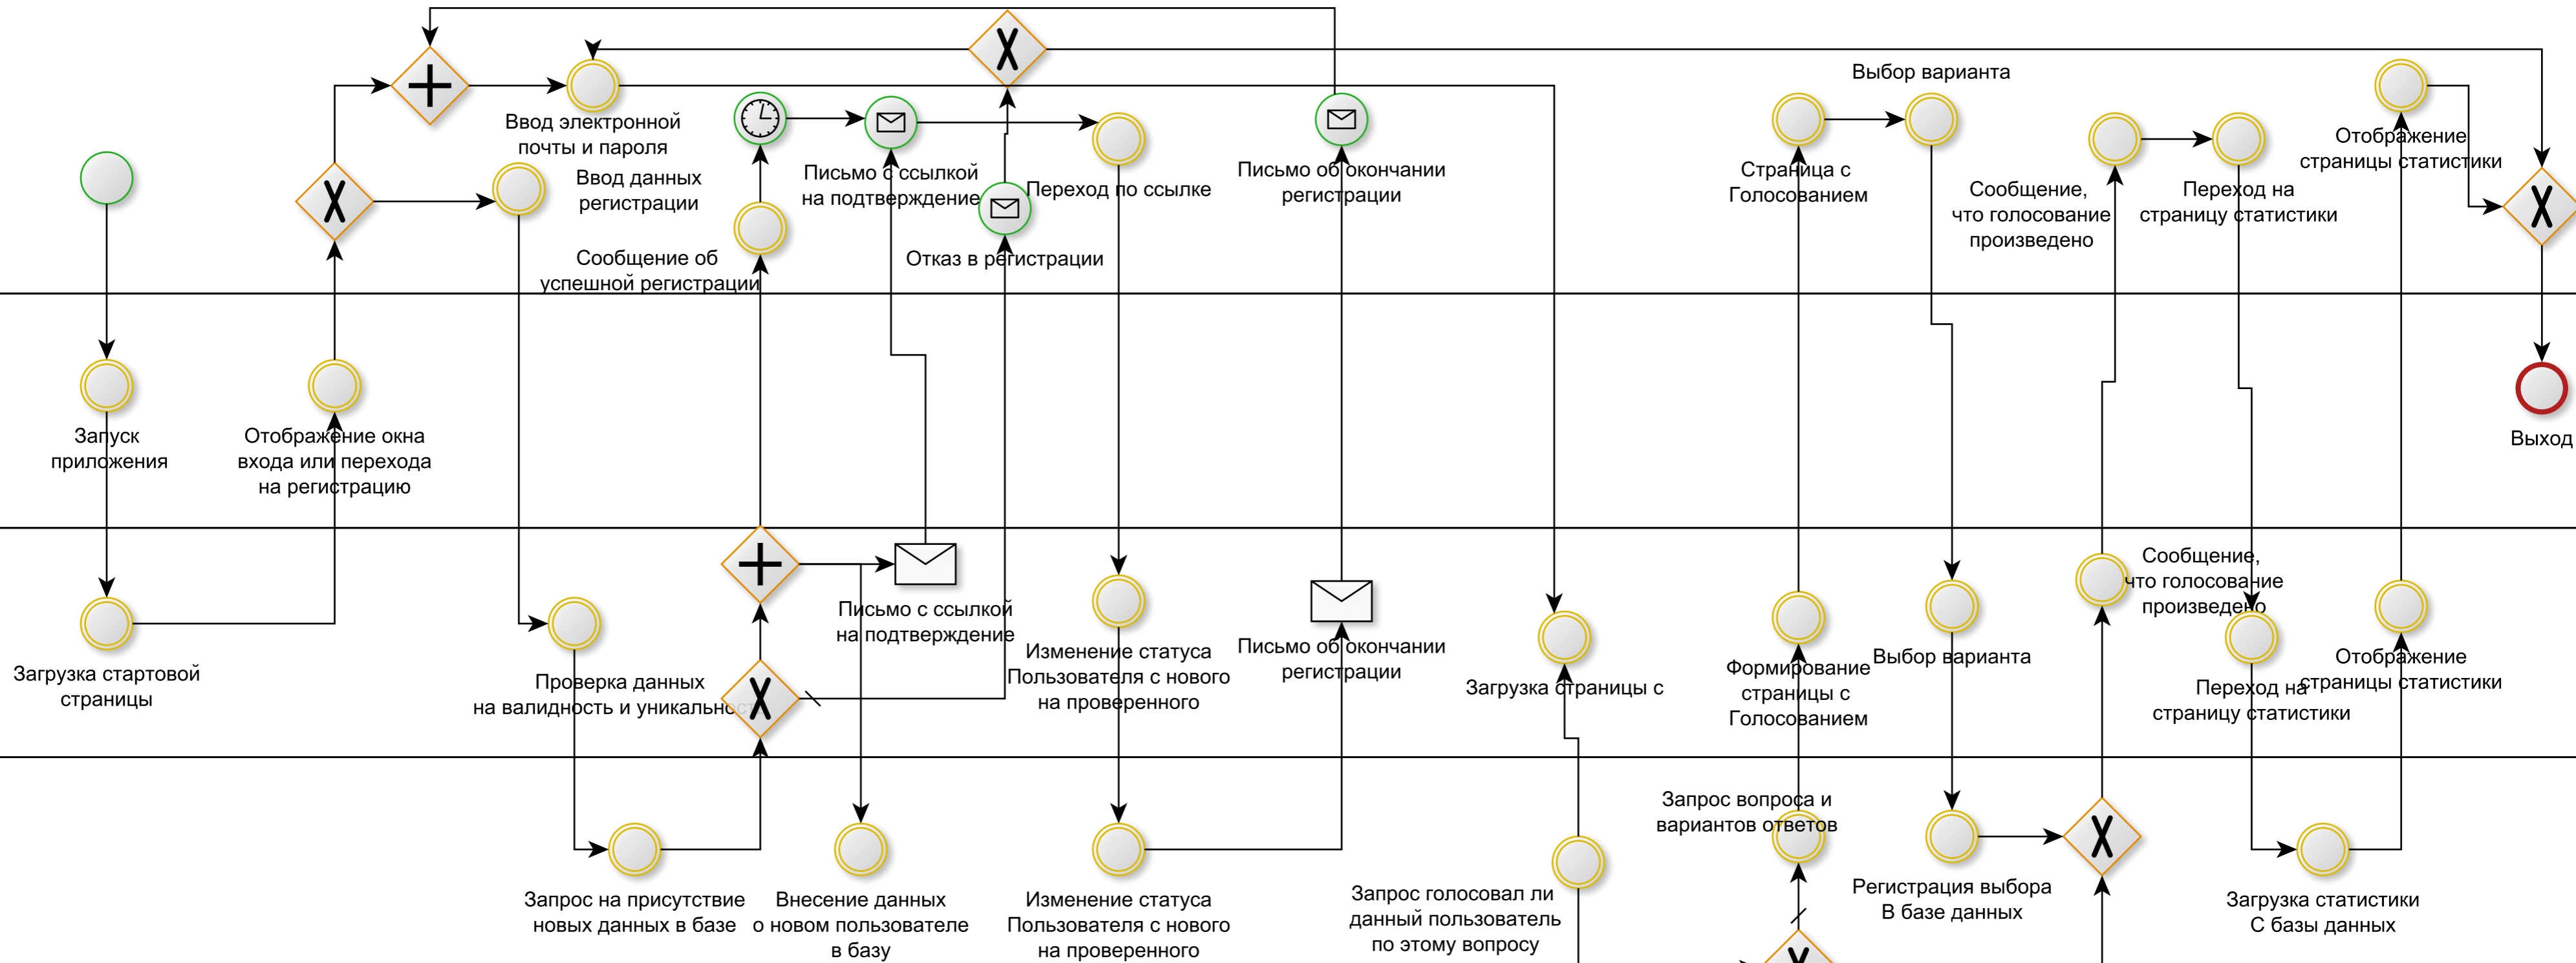 Выбор варианта
Ввод электронной
почты и пароля
Отображение
страницы статистики
Ввод данных
регистрации
Письмо с ссылкой
на подтверждение
Переход по ссылке
Письмо об окончании
регистрации
Страница с
Голосованием
Сообщение,
что голосование
произведено
Переход на
страницу статистики
Сообщение об
успешной регистрации
Отказ в регистрации
Запуск
приложения
Отображение окна
входа или перехода
на регистрацию
Выход
Сообщение,
что голосование
произведено
Письмо с ссылкой
на подтверждение
Загрузка стартовой
страницы
Проверка данных
на валидность и
Изменение статуса
Пользователя с нового
на проверенного
Письмо об окончании
регистрации
Загрузка страницы с
Формирование
страницы с
Голосованием
Выбор варианта
Переход на
страницу статистики
Отображение
страницы статистики
Запрос вопроса и
вариантов ответов
Запрос на присутствие
новых данных в базе
Внесение данных
о новом пользователе
в базу
Изменение статуса
Пользователя с нового
на проверенного
Запрос голосовал ли
данный пользователь
по этому вопросу
Регистрация выбора
В базе данных
Загрузка статистики
С базы данных